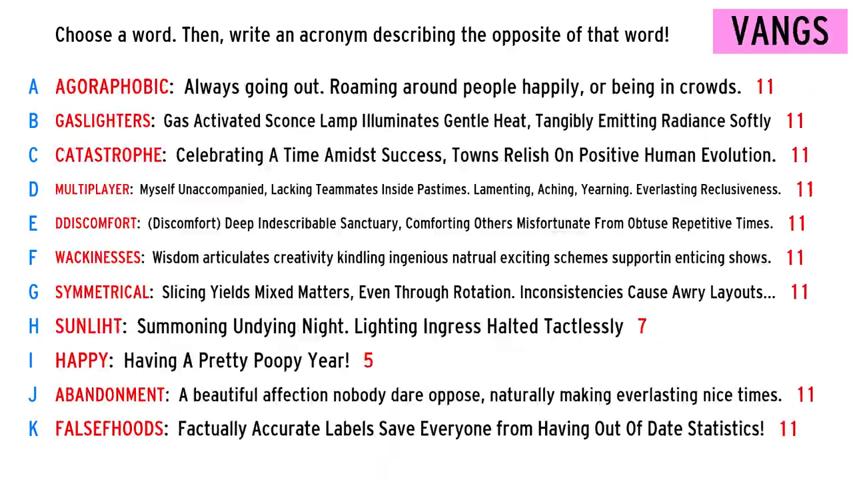 Choose a word. Then, write an acronym describing the opposite of that word!
VANGS
A AGORAPHOBIC: Always going out. Roaming around people happily, or being in crowds. 11
B GASLIGHTERS: Gas Activated Sconce Lamp Illuminates Gentle Heat, Tangibly Emitting Radiance Softly 11
C CATASTROPHE: Celebrating A Time Amidst Success, Towns Relish On Positive Human Evolution. 11
D MULTIPLAYER: Myself Unaccompanied, Lacking Teammates Inside Pastimes. Lamenting, Aching, Yearning. Everlasting Reclusiveness. 11
E DDISCOMFORT: (Discomfort) Deep Indescribable Sanctuary, Comforting Others Misfortunate From Obtuse Repetitive Times. 11
F WACKINESSES: Wisdom articulates creativity kindling ingenious natrual exciting schemes supportin enticing shows. 11
G SYMMETRICAL: Slicing Yields Mixed Matters, Even Through Rotation. Inconsistencies Cause Awry Layouts... 11
H SUNLIHT: Summoning Undying Night. Lighting Ingress Halted Tactlessly 7
I HAPPY: Having A Pretty Poopy Year! 5
J ABANDONMENT: A beautiful affection nobody dare oppose, naturally making everlasting nice times. 11
K FALSEFHOODS: Factually Accurate Labels Save Everyone from Having Out Of Date Statistics! 11